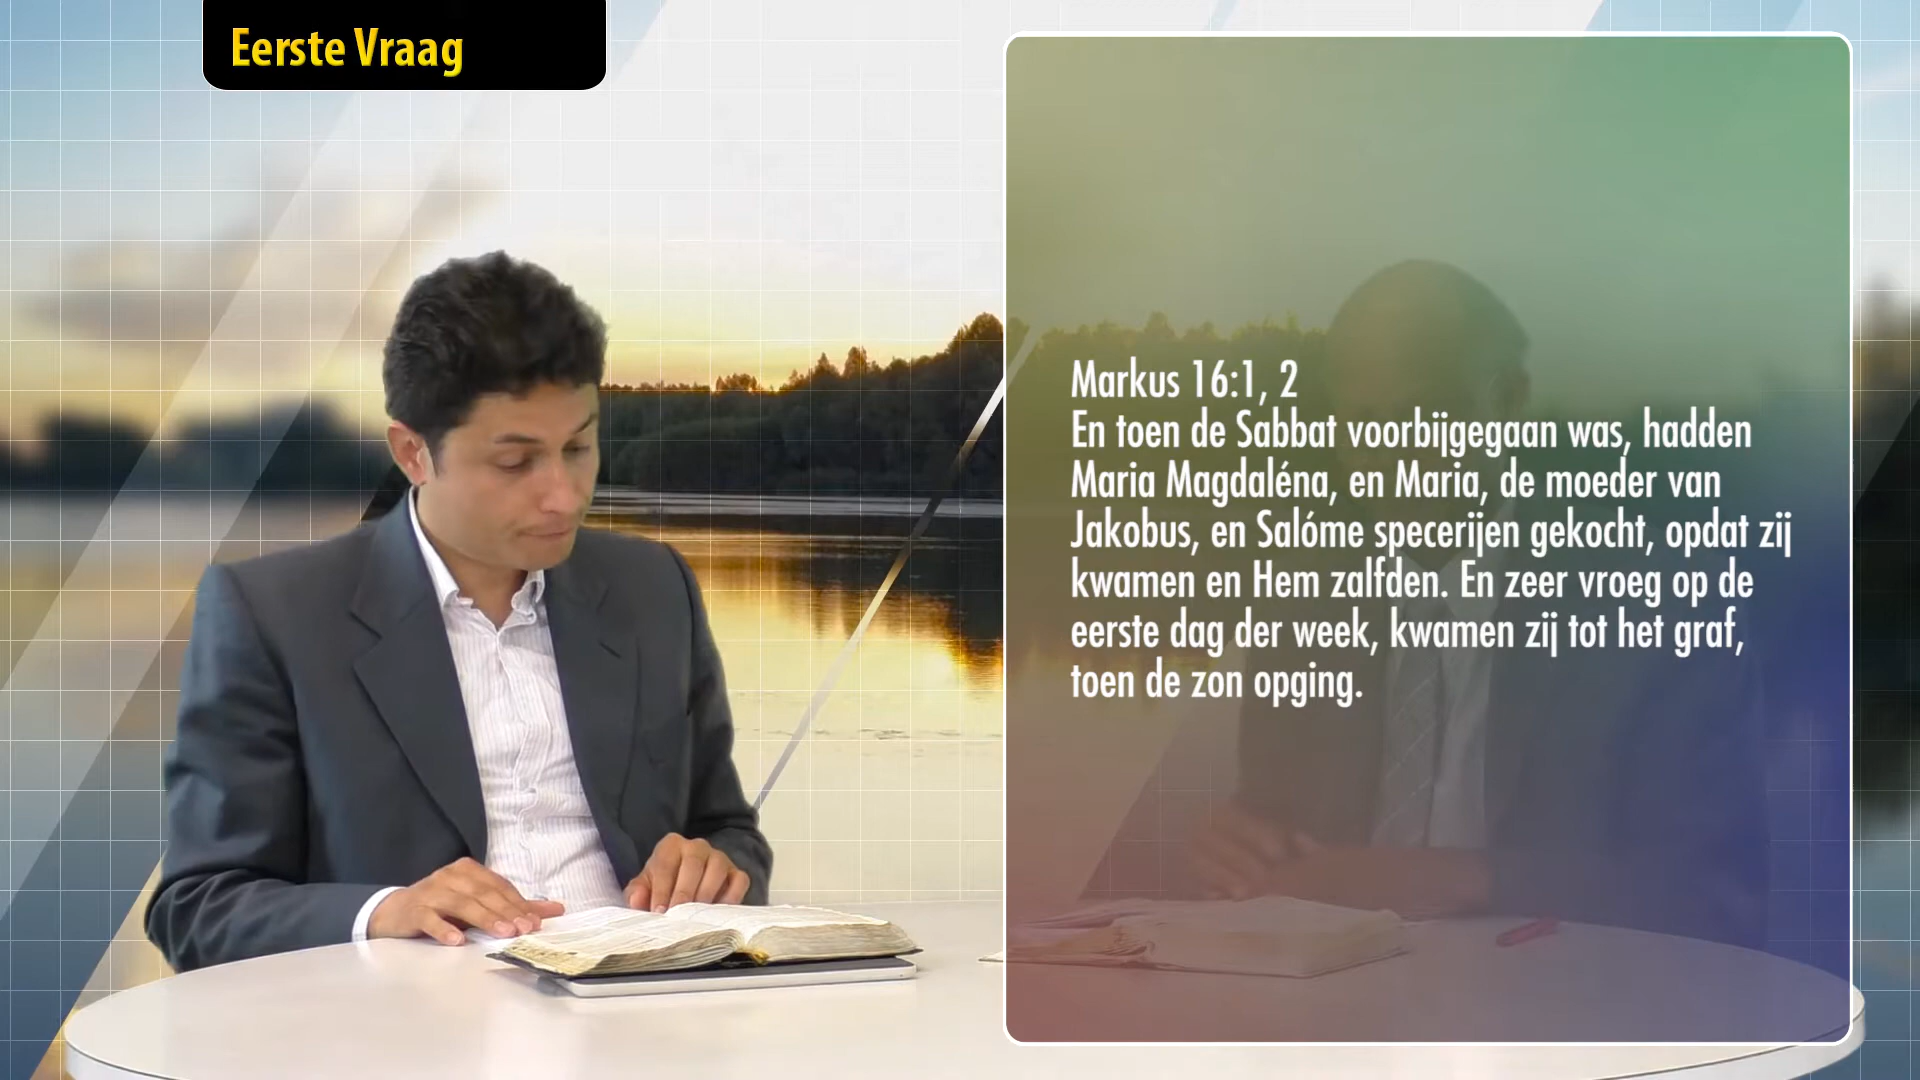 Eerste Vraag
Markus 16:1, 2
En toen de Sabbat voorbijgegaan was, hadden
Maria Magdaléna, en Maria, de moeder van
Jakobus, en Salóme specerijen gekocht, opdat zij
kwamen en Hem zalfden. En zeer vroeg op de
eerste dag der week, kwamen zij tot het graf,
toen de zon opging.